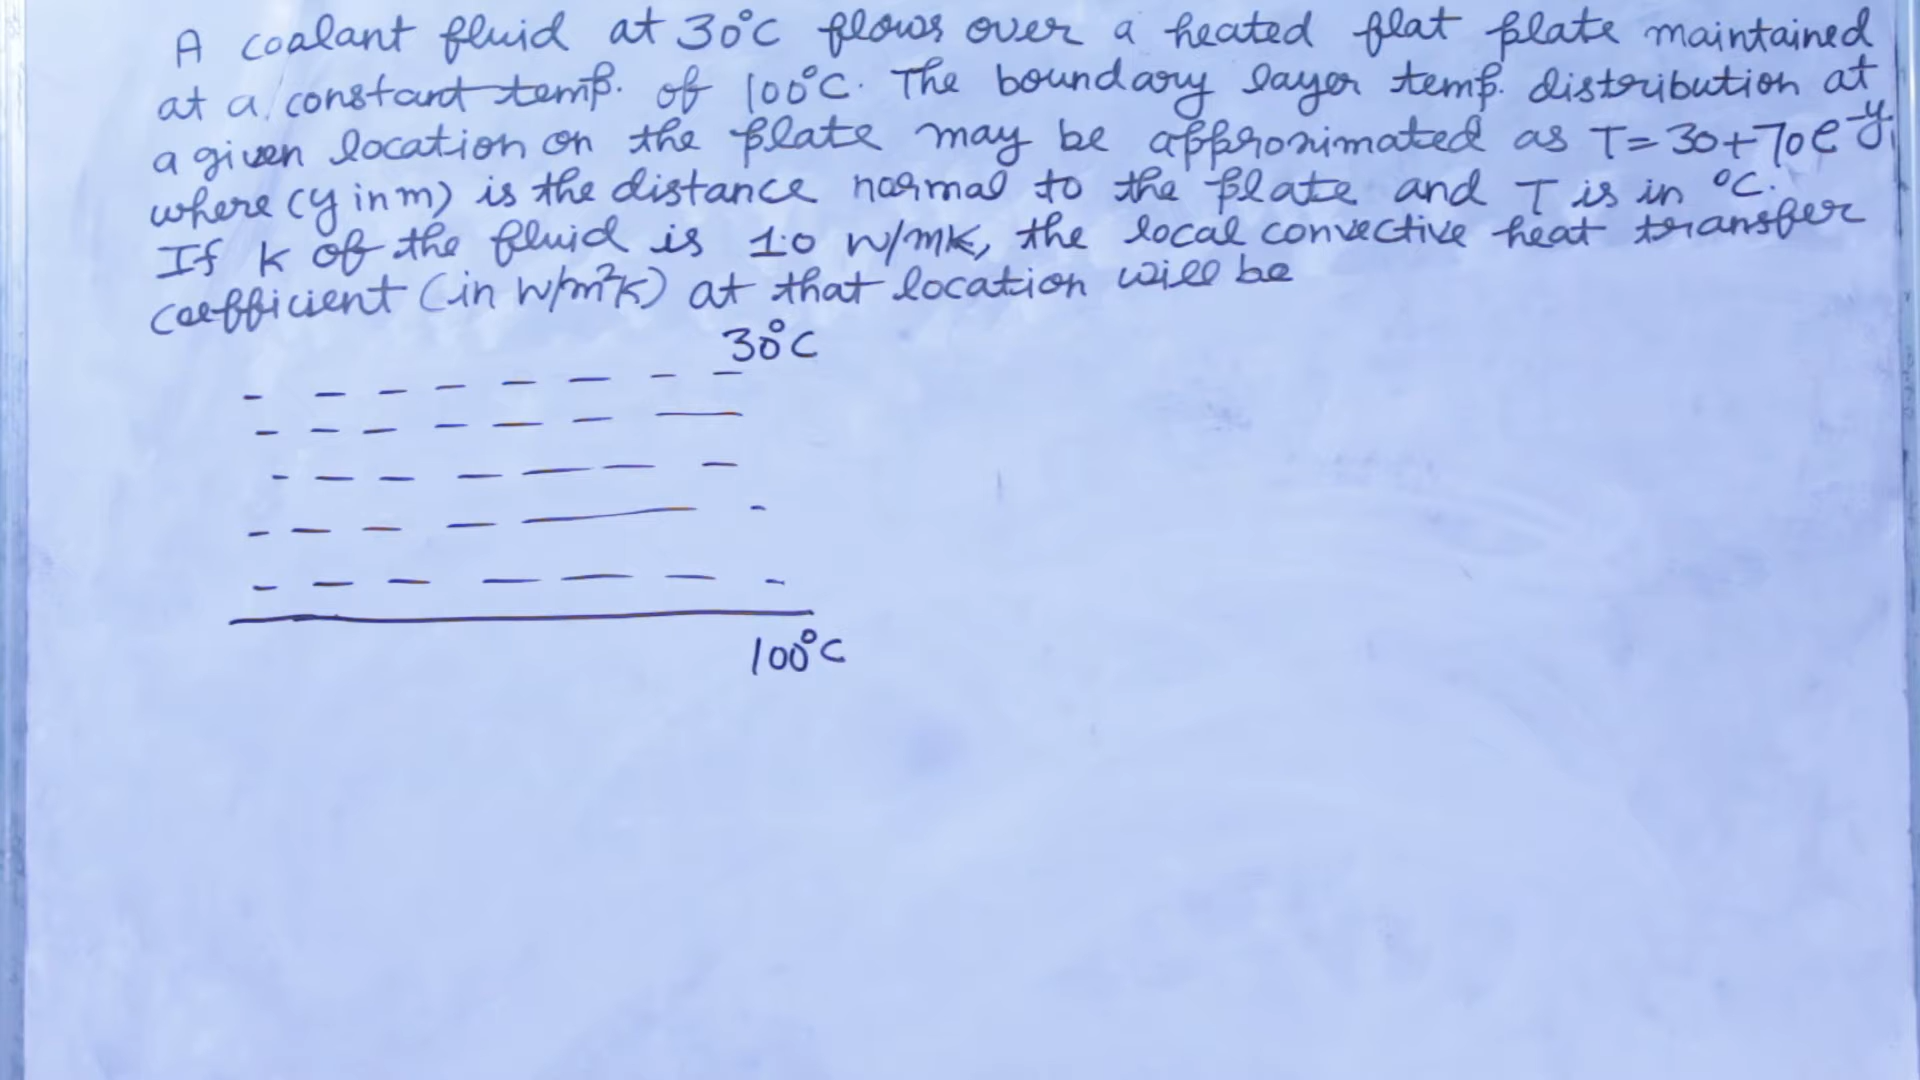 A coalant fluid at 30°C flows over a heated flat plate maintained
at a constant temp. of 100°C. The boundary layer temp. distribution at
a given location on the plate may be approximated as T=30+70e^-y,
where (y in m) is the distance normal to the plate and T is in °C.
If K of the fluid is 1.0 W/mK, the local convective heat transfer
coefficient (in W/m²K) at that location will be
30°C
100°C